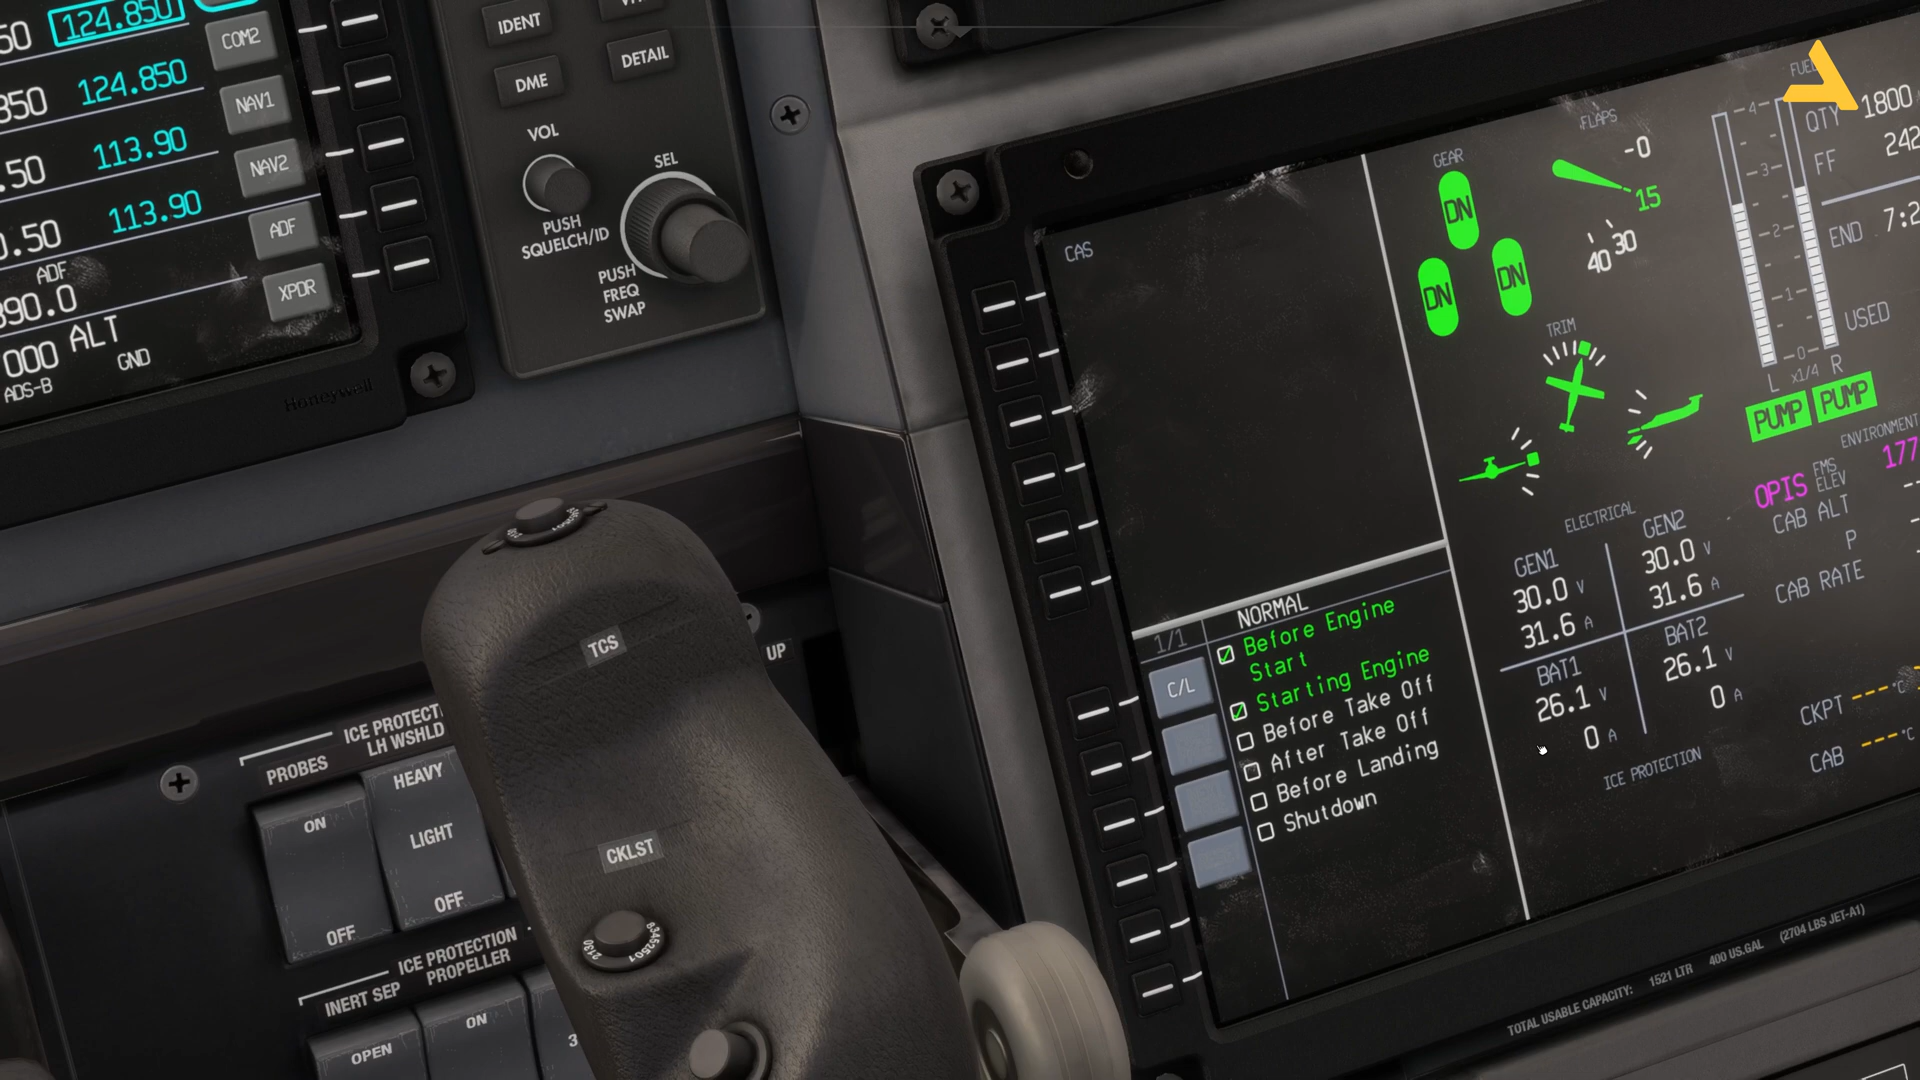 124.850
COM2
124.850
NAV1
113.90
NAV2
.50
113.90
ADF
.50
ADF
XPDR
ALT
GND
ADS-B
Honeywell
IDENT
DETAIL
DME
VOL
PUSH
SQUELCH/ID
SEL
PUSH
FREQ
SWAP
TCS
CKLST
UP
ICE PROTECT
LH WSHLD
PROBES
HEAVY
ON
LIGHT
OFF
OFF
ICE PROTECTION
PROPELLER
INERT SEP
ON
OPEN
CAS
NORMAL
1/1
C/L
Before Engine
Start
Starting Engine
Before Take Off
After Take Off
Before Landing
Shutdown
GEAR
DN
DN
DN
FLAPS
0
15
30
40
TRIM
FUEL
4
3
2
1
0
L x1/4 R
PUMP PUMP
QTY 1800
FF 242
END 7:2
USED
ENVIRONMENT
OPIS FMS ELEV 177
CAB ALT
P
CAB RATE
CKPT ---- °C
CAB ---- °C
ELECTRICAL
GEN1
30.0 V
31.6 A
GEN2
30.0 V
31.6 A
BAT1
26.1 V
0 A
BAT2
26.1 V
0 A
ICE PROTECTION
TOTAL USABLE CAPACITY: 1521 LTR 400 US.GAL (2704 LBS JET-A1)